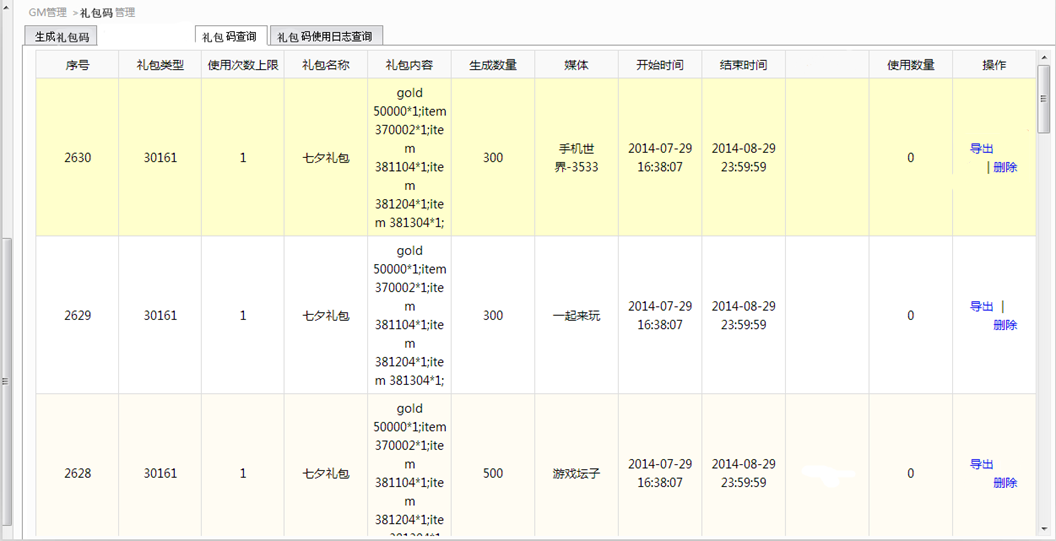 GM管理 >礼包码管理
生成礼包码 礼包码查询 礼包码使用日志查询
序号 礼包类型 使用次数上限 礼包名称 礼包内容 生成数量 媒体 开始时间 结束时间 使用数量 操作
2630 30161 1 七夕礼包
gold
50000*1;item
370002*1;ite
m
381104*1;ite
m
381204*1;ite
m 381304*1;
300
手机世
界-3533
2014-07-29
16:38:07
2014-08-29
23:59:59
0
导出
|删除
2629 30161 1 七夕礼包
gold
50000*1;item
370002*1;ite
m
381104*1;ite
m
381204*1;ite
m 381304*1;
300
一起来玩
2014-07-29
16:38:07
2014-08-29
23:59:59
0
导出 |
删除
2628 30161 1 七夕礼包
gold
50000*1;item
370002*1;ite
m
381104*1;ite
m
381204*1;ite
m 381304*1
500
游戏坛子
2014-07-29
16:38:07
2014-08-29
23:59:59
0
导出
删除